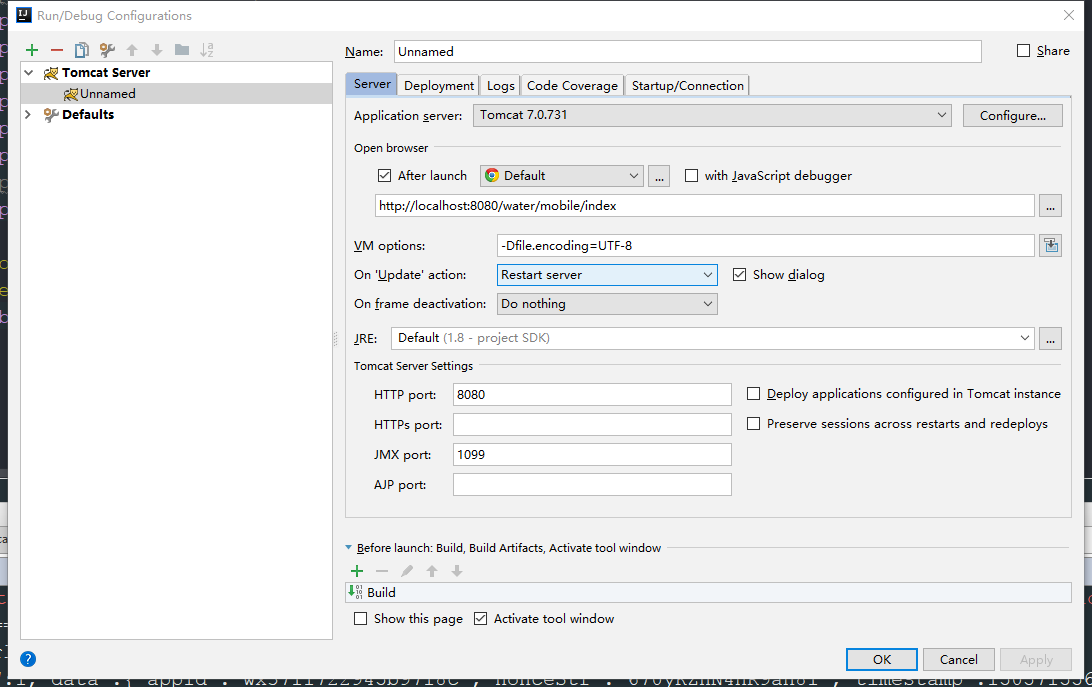 Run/Debug Configurations
Name: Unnamed Share
Tomcat Server
Unnamed
Defaults
Server Deployment Logs Code Coverage Startup/Connection
Application server: Tomcat 7.0.731 Configure...
Open browser
After launch Default ... with JavaScript debugger
http://localhost:8080/water/mobile/index ...
VM options: -Dfile.encoding=UTF-8
On 'Update' action: Restart server Show dialog
On frame deactivation: Do nothing
JRE: Default (1.8 - project SDK) ...
Tomcat Server Settings
HTTP port: 8080 Deploy applications configured in Tomcat instance
HTTPs port: Preserve sessions across restarts and redeploys
JMX port: 1099
AJP port:
Before launch: Build, Build Artifacts, Activate tool window
Build
Show this page Activate tool window
? OK Cancel Apply